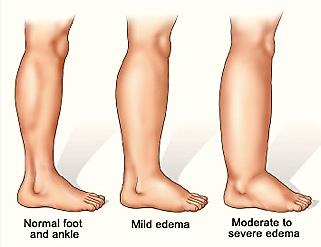 Normal foot
and ankle
Mild edema
Moderate to
severe edema